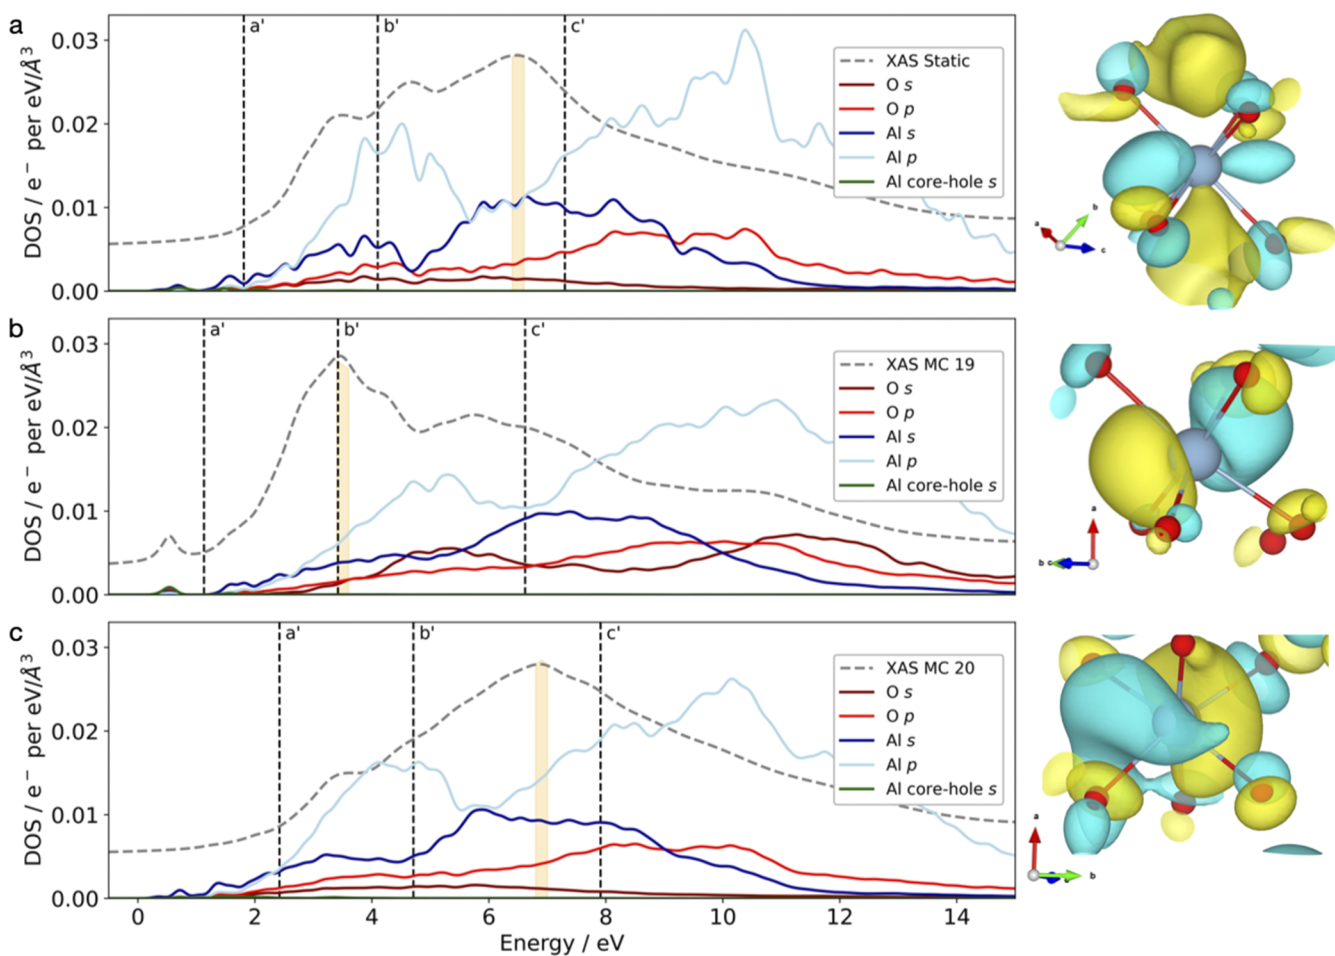 a
a'
b'
c'
0.03
0.02
0.01
0.00
DOS / e⁻ per eV/Å³
XAS Static
O s
O p
Al s
Al p
Al core-hole s
a
b
c
b
a'
b'
c'
0.03
0.02
0.01
0.00
DOS / e⁻ per eV/Å³
XAS MC 19
O s
O p
Al s
Al p
Al core-hole s
a
b
c
c
a'
b'
c'
0.03
0.02
0.01
0.00
DOS / e⁻ per eV/Å³
XAS MC 20
O s
O p
Al s
Al p
Al core-hole s
a
c
b
0
2
4
6
8
10
12
14
Energy / eV